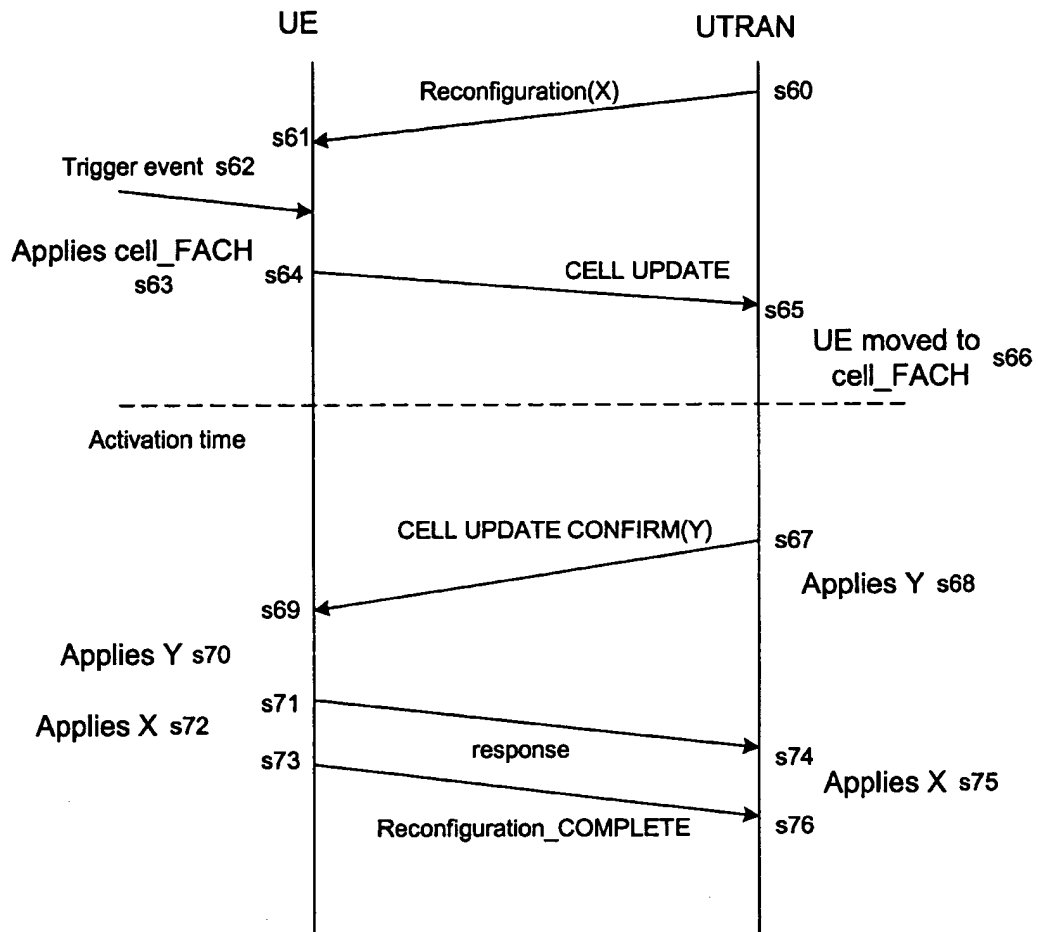 UE
UTRAN
Reconfiguration(X)
s60
s61
Trigger event s62
Applies cell_FACH
s63
s64
CELL UPDATE
s65
UE moved to
cell_FACH
s66
Activation time
CELL UPDATE CONFIRM(Y)
s67
Applies Y s68
s69
Applies Y s70
s71
Applies X s72
response
s73
s74
Applies X s75
Reconfiguration_COMPLETE
s76